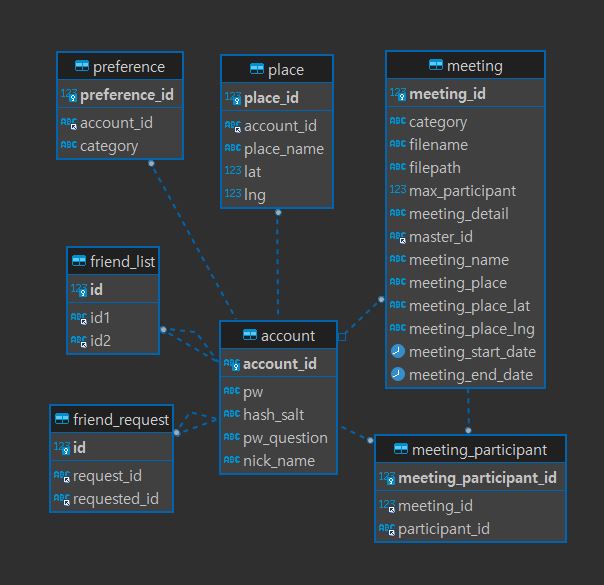 preference
123 preference_id
ABC account_id
ABC category
place
123 place_id
ABC account_id
ABC place_name
123 lat
123 lng
meeting
123 meeting_id
ABC category
ABC filename
ABC filepath
123 max_participant
ABC meeting_detail
ABC master_id
ABC meeting_name
ABC meeting_place
ABC meeting_place_lat
ABC meeting_place_lng
meeting_start_date
meeting_end_date
friend_list
123 id
ABC id1
ABC id2
account
ABC account_id
ABC pw
ABC hash_salt
ABC pw_question
ABC nick_name
friend_request
123 id
ABC request_id
ABC requested_id
meeting_participant
123 meeting_participant_id
123 meeting_id
ABC participant_id